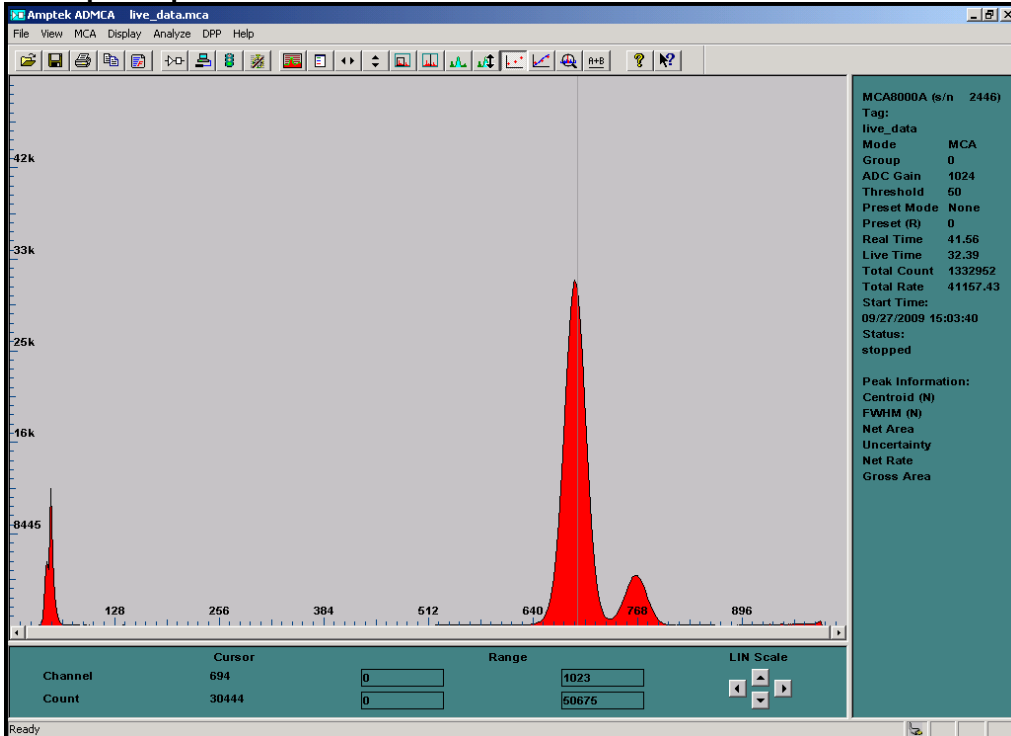 Amptek ADMCA live_data.mca
File View MCA Display Analyze DPP Help
A+B
42k
33k
25k
16k
8445
128 256 384 512 640 768 896
MCA8000A (s/n 2446)
Tag:
live_data
Mode MCA
Group 0
ADC Gain 1024
Threshold 50
Preset Mode None
Preset (R) 0
Real Time 41.56
Live Time 32.39
Total Count 1332952
Total Rate 41157.43
Start Time:
09/27/2009 15:03:40
Status:
stopped
Peak Information:
Centroid (N)
FWHM (N)
Net Area
Uncertainty
Net Rate
Gross Area
Cursor Range LIN Scale
Channel 694 0 1023
Count 30444 0 50675
Ready